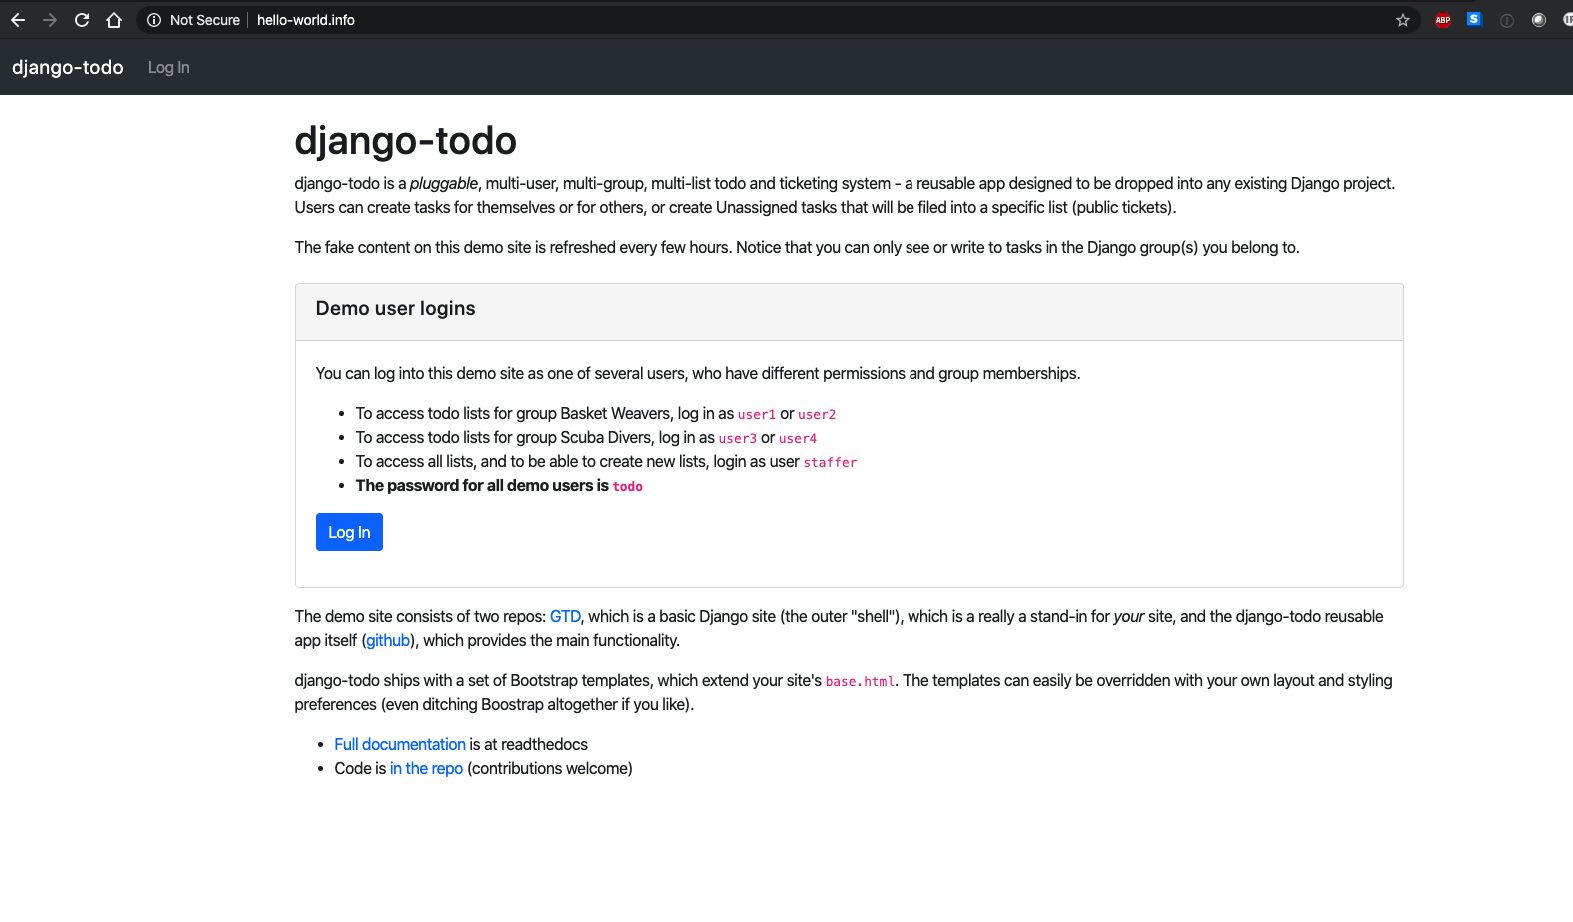 Not Secure hello-world.info
ABP S
django-todo Log In
django-todo
django-todo is a pluggable, multi-user, multi-group, multi-list todo and ticketing system - a reusable app designed to be dropped into any existing Django project.
Users can create tasks for themselves or for others, or create Unassigned tasks that will be filed into a specific list (public tickets).
The fake content on this demo site is refreshed every few hours. Notice that you can only see or write to tasks in the Django group(s) you belong to.
Demo user logins
You can log into this demo site as one of several users, who have different permissions and group memberships.
• To access todo lists for group Basket Weavers, log in as user1 or user2
• To access todo lists for group Scuba Divers, log in as user3 or user4
• To access all lists, and to be able to create new lists, login as user staffer
• The password for all demo users is todo
Log In
The demo site consists of two repos: GTD, which is a basic Django site (the outer "shell"), which is a really a stand-in for your site, and the django-todo reusable
app itself (github), which provides the main functionality.
django-todo ships with a set of Bootstrap templates, which extend your site's base.html. The templates can easily be overridden with your own layout and styling
preferences (even ditching Boostrap altogether if you like).
• Full documentation is at readthedocs
• Code is in the repo (contributions welcome)